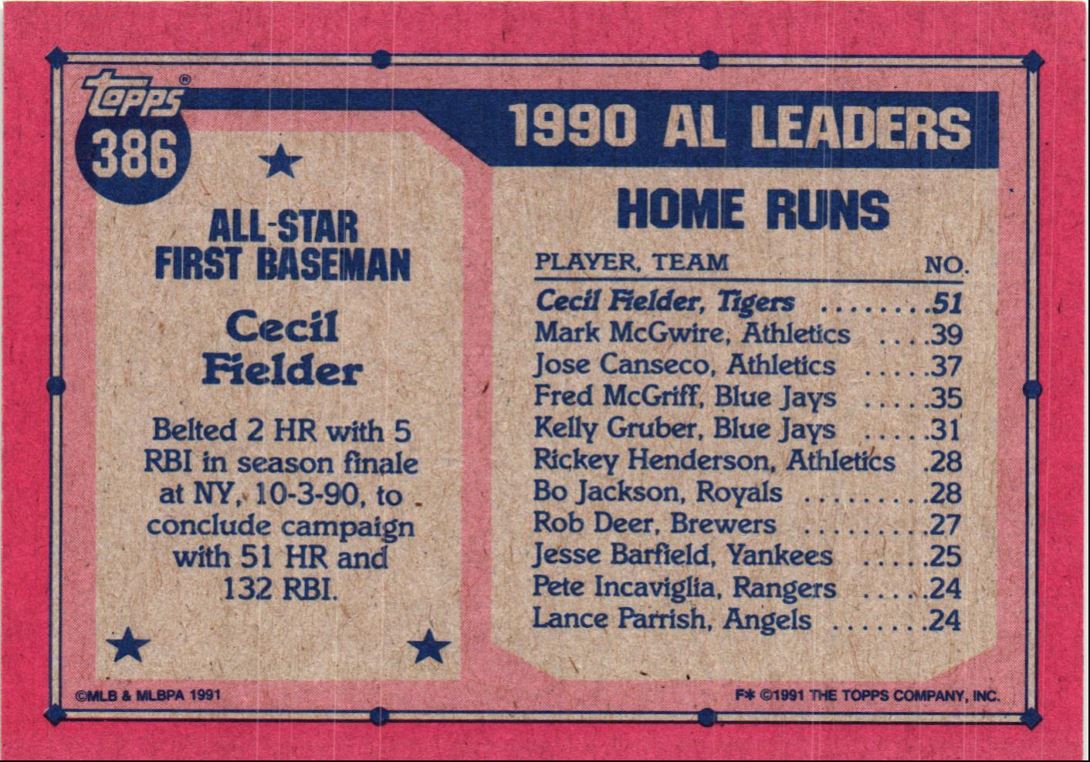 Topps®
386
ALL-STAR
FIRST BASEMAN
Cecil
Fielder
Belted 2 HR with 5
RBI in season finale
at NY, 10-3-90, to
conclude campaign
with 51 HR and
132 RBI.
1990 AL LEADERS
HOME RUNS
PLAYER, TEAM NO.
Cecil Fielder, Tigers ........51
Mark McGwire, Athletics ....39
Jose Canseco, Athletics .....37
Fred McGriff, Blue Jays .....35
Kelly Gruber, Blue Jays .....31
Rickey Henderson, Athletics .28
Bo Jackson, Royals .........28
Rob Deer, Brewers .........27
Jesse Barfield, Yankees .....25
Pete Incaviglia, Rangers .....24
Lance Parrish, Angels .......24
©MLB & MLBPA 1991
F* ©1991 THE TOPPS COMPANY, INC.